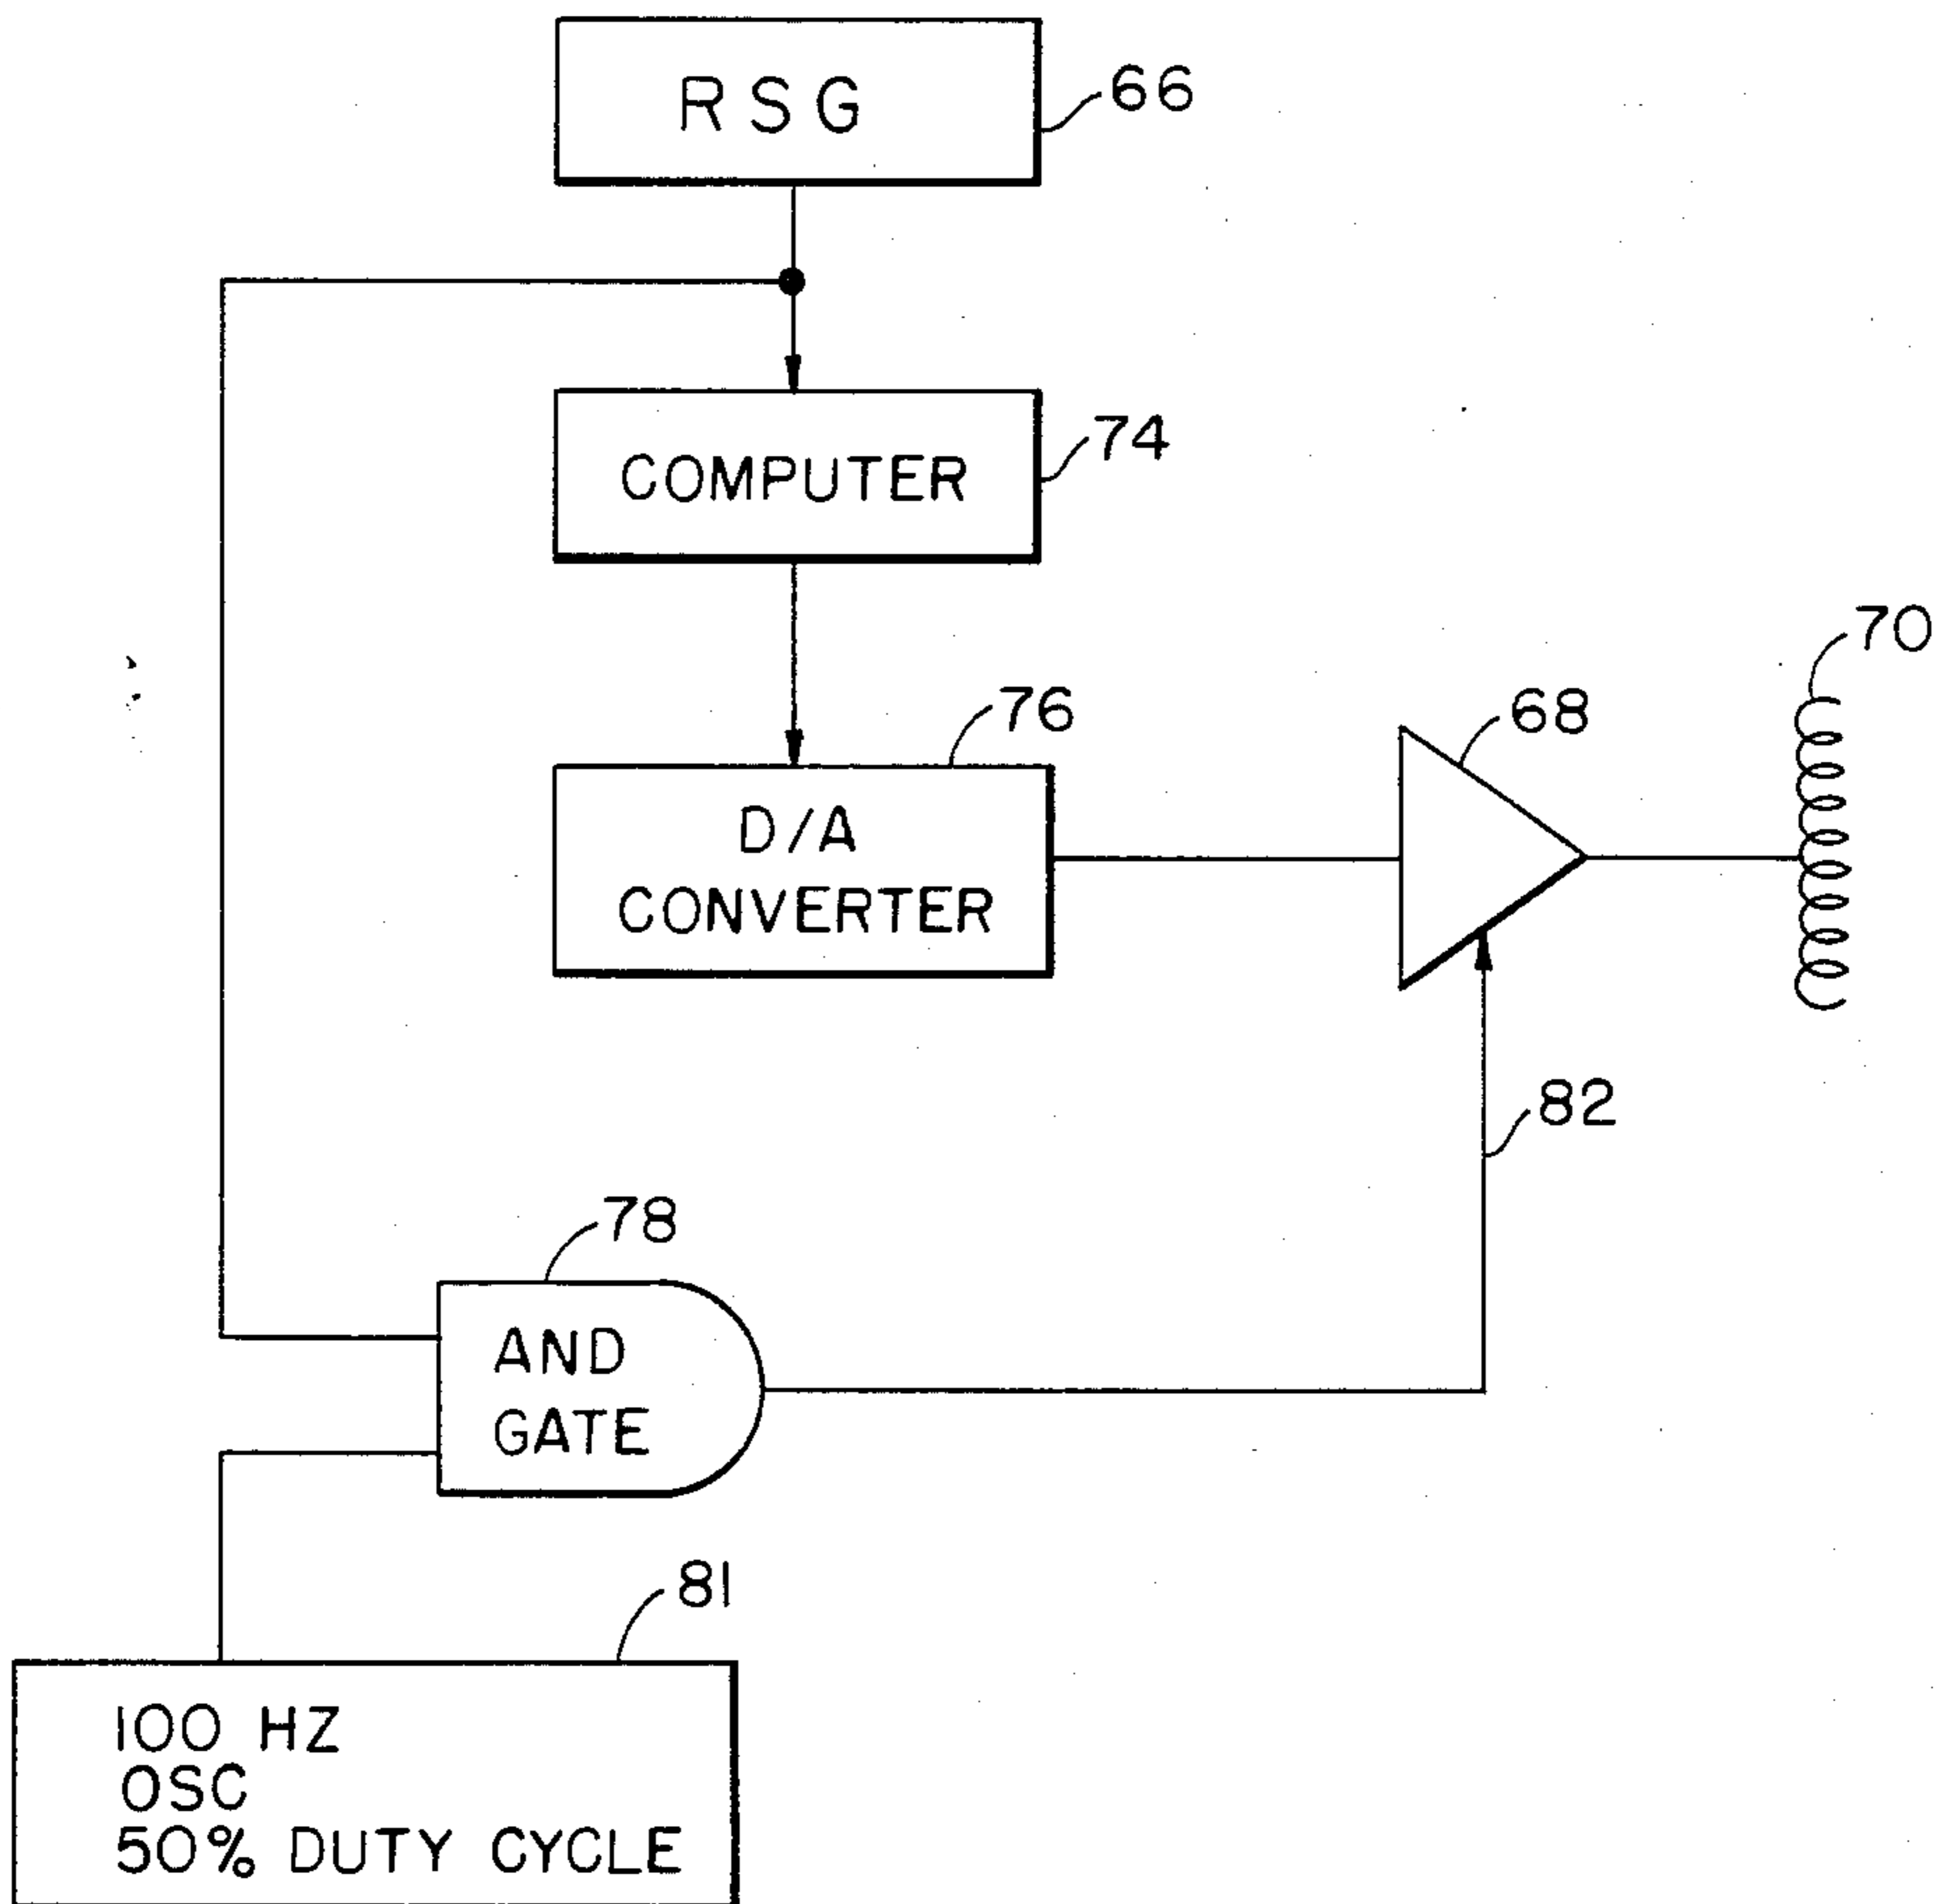 RSG
66
COMPUTER
74
76
D/A
CONVERTER
68
70
82
78
AND
GATE
81
100 HZ
OSC
50% DUTY CYCLE